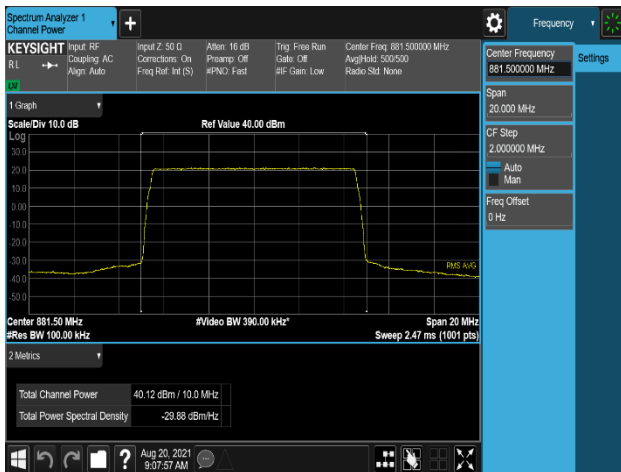 Spectrum Analyzer 1
Channel Power
+
Frequency
KEYSIGHT
R L
Input: RF
Coupling: AC
Align: Auto
Input Z: 50 Ω
Corrections: On
Freq Ref: Int (S)
Atten: 16 dB
Preamp: Off
#PNO: Fast
Trig: Free Run
Gate: Off
#IF Gain: Low
Center Freq: 881.500000 MHz
Avg|Hold: 500/500
Radio Std: None
Center Frequency
881.500000 MHz
Settings
Span
20.000 MHz
CF Step
2.000000 MHz
Auto
Man
Freq Offset
0 Hz
1 Graph
Scale/Div 10.0 dB
Ref Value 40.00 dBm
Log
30.0
20.0
10.0
0.00
-10.0
-20.0
-30.0
-40.0
-50.0
RMS AVG
Center 881.50 MHz
#Video BW 390.00 kHz*
Span 20 MHz
#Res BW 100.00 kHz
Sweep 2.47 ms (1001 pts)
2 Metrics
Total Channel Power 40.12 dBm / 10.0 MHz
Total Power Spectral Density -29.88 dBm/Hz
?
Aug 20, 2021
9:07:57 AM